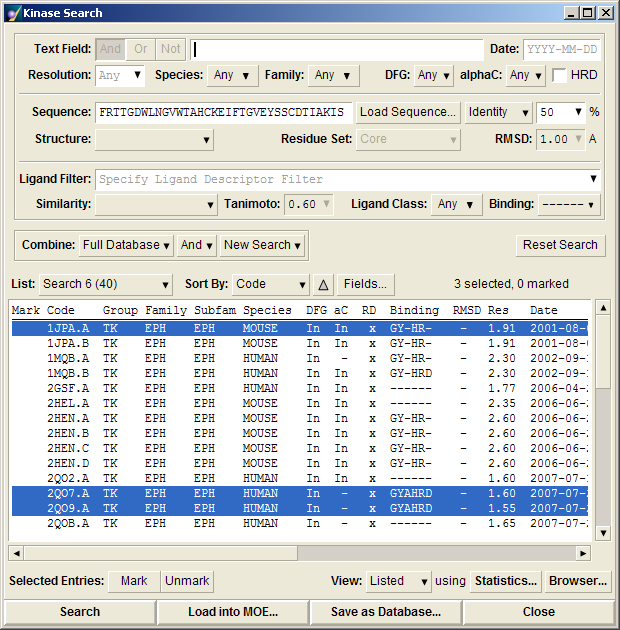 Kinase Search
Text Field: And Or Not Date: YYYY-MM-DD
Resolution: Any Species: Any Family: Any DFG: Any alphaC: Any HRD
Sequence: FRTTGDWLNGVWTAHCKEIFTGVEYSSCDTIAKIS Load Sequence... Identity 50 %
Structure: Residue Set: Core RMSD: 1.00 A
Ligand Filter: Specify Ligand Descriptor Filter
Similarity: Tanimoto: 0.60 Ligand Class: Any Binding: ------
Combine: Full Database And New Search Reset Search
List: Search 6 (40) Sort By: Code Fields... 3 selected, 0 marked
Mark Code Group Family Subfam Species DFG aC RD Binding RMSD Res Date
1JPA.A TK EPH EPH MOUSE In In x GY-HR- - 1.91 2001-08-
1JPA.B TK EPH EPH MOUSE In In x GY-HR- - 1.91 2001-08-
1MQB.A TK EPH EPH HUMAN In - x GY-HR- - 2.30 2002-09-1
1MQB.B TK EPH EPH HUMAN In In x GY-HRD - 2.30 2002-09-1
2GSF.A TK EPH EPH HUMAN In In x ------ - 1.77 2006-04-2
2HEL.A TK EPH EPH MOUSE In In x ------ - 2.35 2006-06-2
2HEN.A TK EPH EPH MOUSE In In x GY-HR- - 2.60 2006-06-2
2HEN.B TK EPH EPH MOUSE In In x GY-HR- - 2.60 2006-06-2
2HEN.C TK EPH EPH MOUSE In In x GY-HR- - 2.60 2006-06-2
2HEN.D TK EPH EPH MOUSE In In x GY-HR- - 2.60 2006-06-2
2QO2.A TK EPH EPH HUMAN In In x ------ - 1.60 2007-07-2
2QO7.A TK EPH EPH HUMAN In - x GYAHRD - 1.60 2007-07-2
2QO9.A TK EPH EPH HUMAN In - x GYAHRD - 1.55 2007-07-2
2QOB.A TK EPH EPH HUMAN In - x ------ - 1.65 2007-07-2
Selected Entries: Mark Unmark View: Listed using Statistics... Browser...
Search Load into MOE... Save as Database... Close